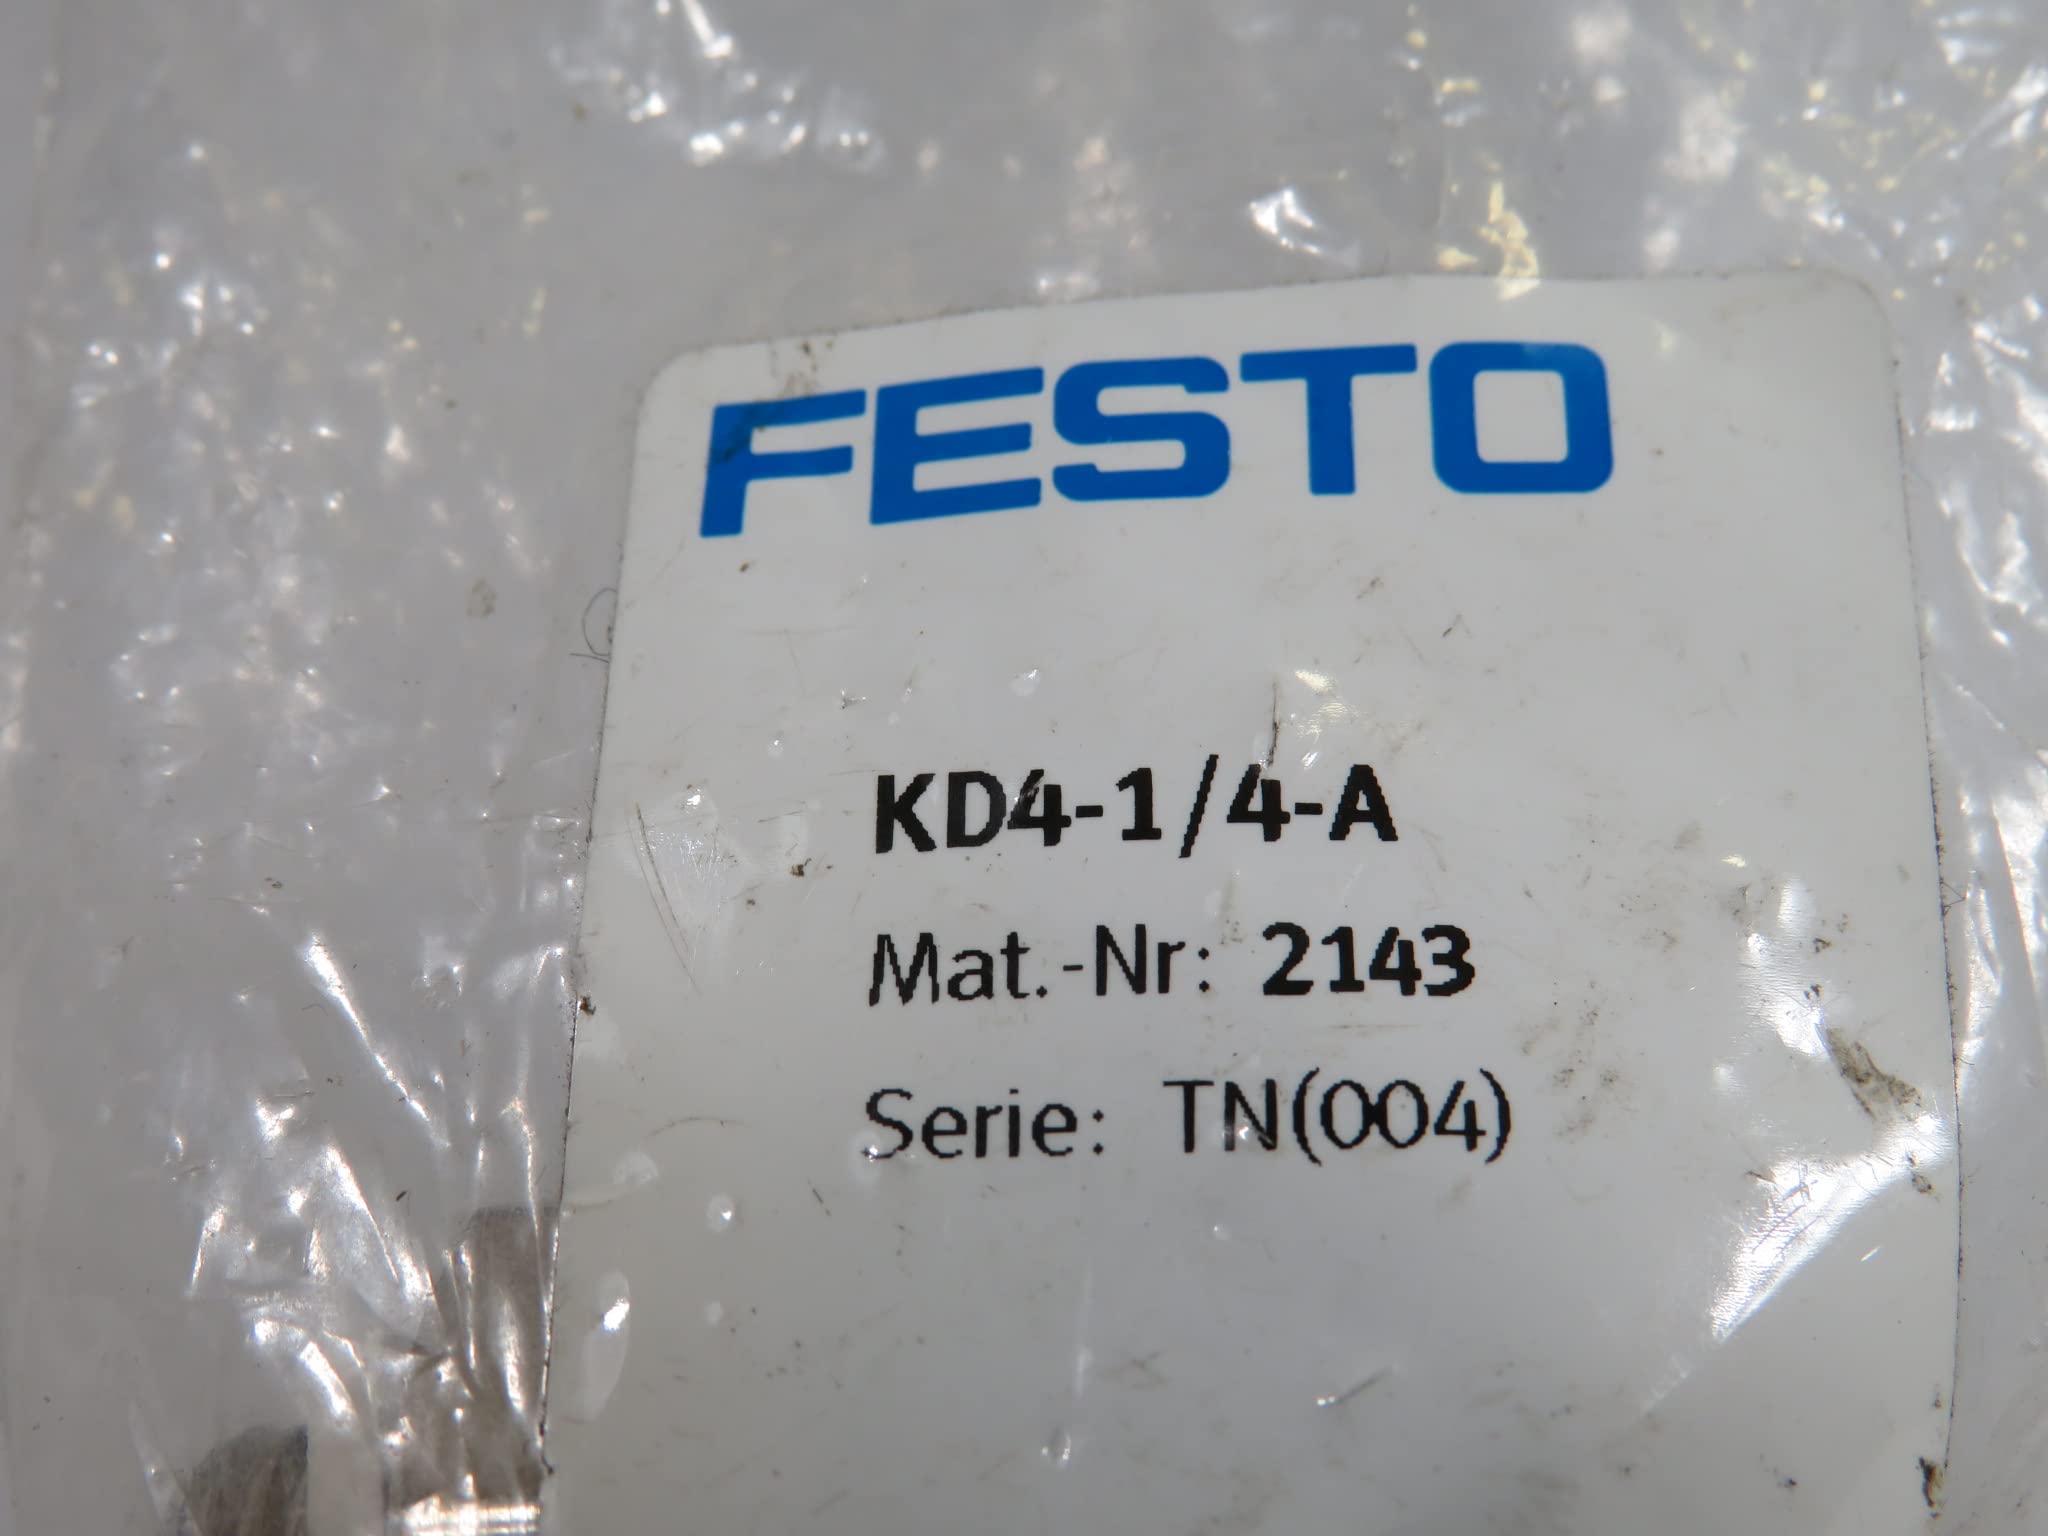 FESTO
KD4-1/4-A
Mat.-Nr: 2143
Serie: TN(004)